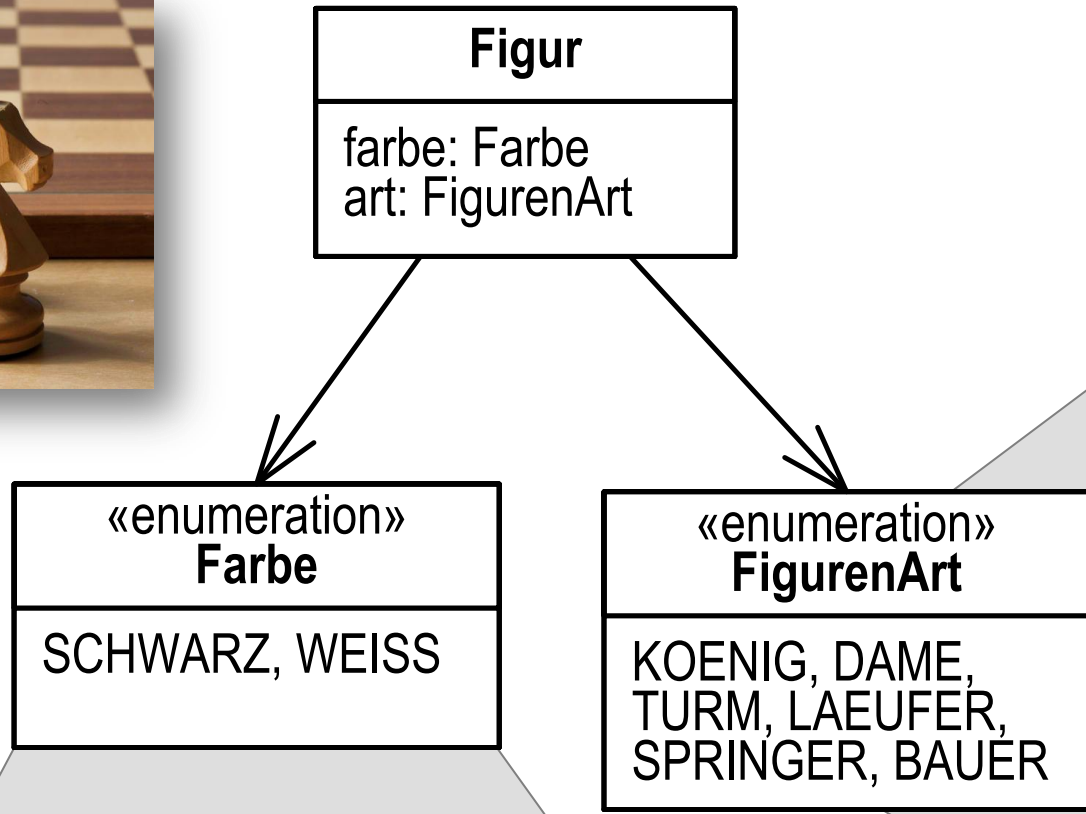 Figur
farbe: Farbe
art: FigurenArt
«enumeration»
Farbe
SCHWARZ, WEISS
«enumeration»
FigurenArt
KOENIG, DAME,
TURM, LAEUFER,
SPRINGER, BAUER